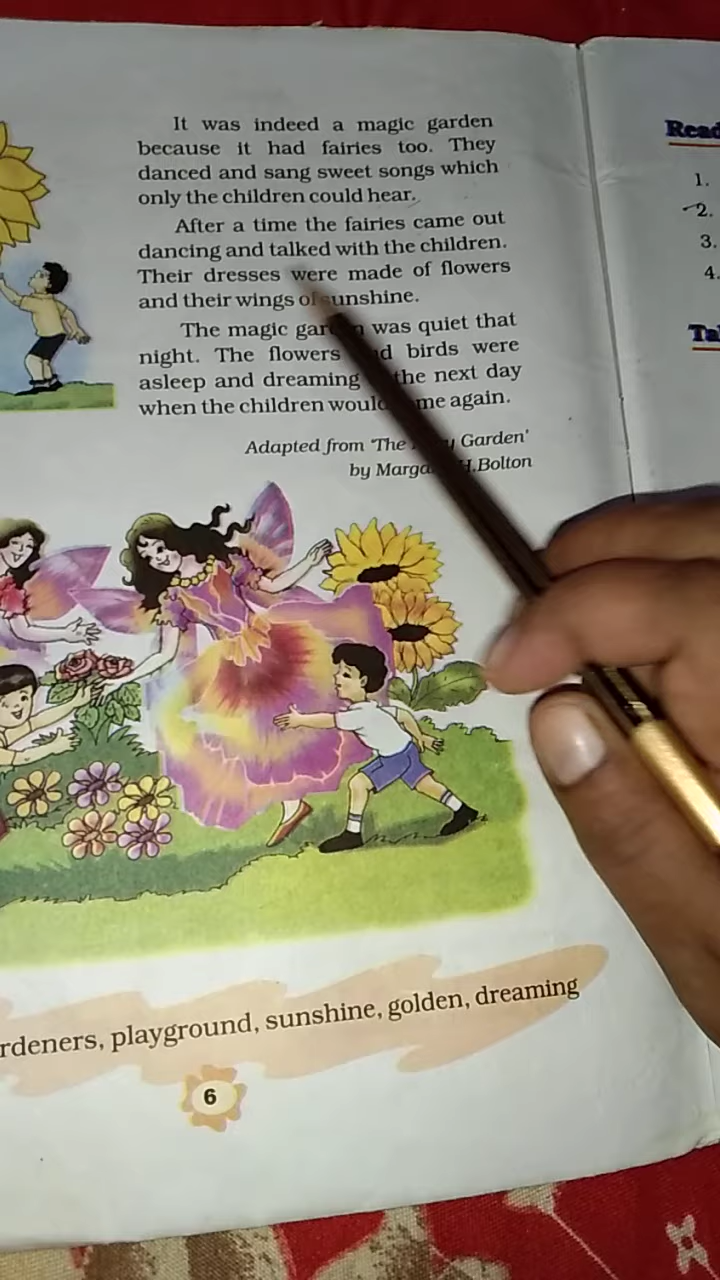 It was indeed a magic garden
because it had fairies too. They
danced and sang sweet songs which
only the children could hear.
After a time the fairies came out
dancing and talked with the children.
Their dresses were made of flowers
and their wings of sunshine.
The magic was quiet that
night. The flowers birds were
asleep and dreaming the next day
when the children would again.
Adapted from 'The Garden'
by H.Bolton
playground, sunshine, golden, dreaming
6
1.
2.
3.
4.